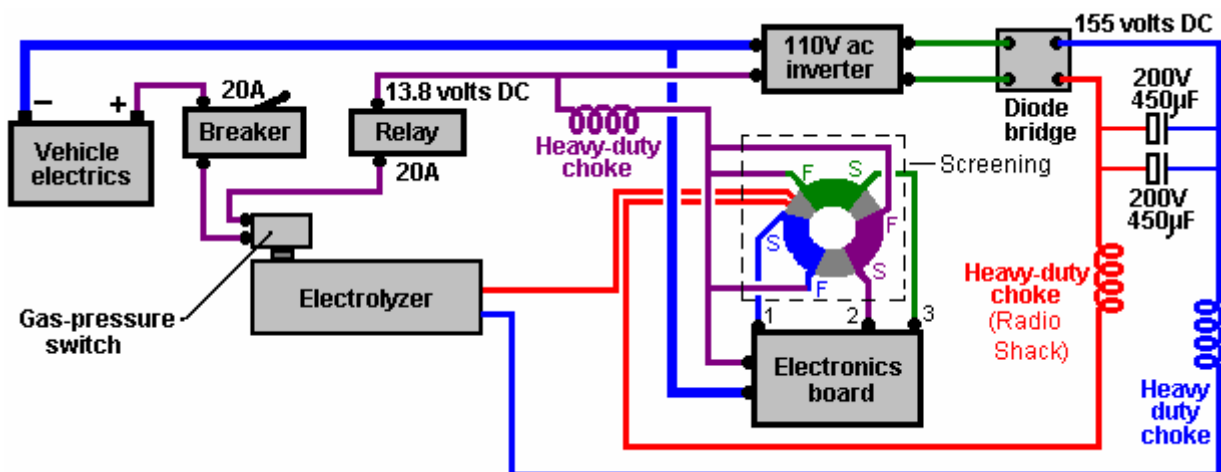 155 volts DC
110V ac
inverter
200V
450µF
Diode
bridge
200V
450µF
–
+
20A
Breaker
13.8 volts DC
Relay
20A
Vehicle
electrics
Heavy-duty
choke
Screening
F
S
F
S
S
F
Gas-pressure
switch
Electrolyzer
1
2
3
Electronics
board
Heavy-duty
choke
(Radio
Shack)
Heavy
duty
choke